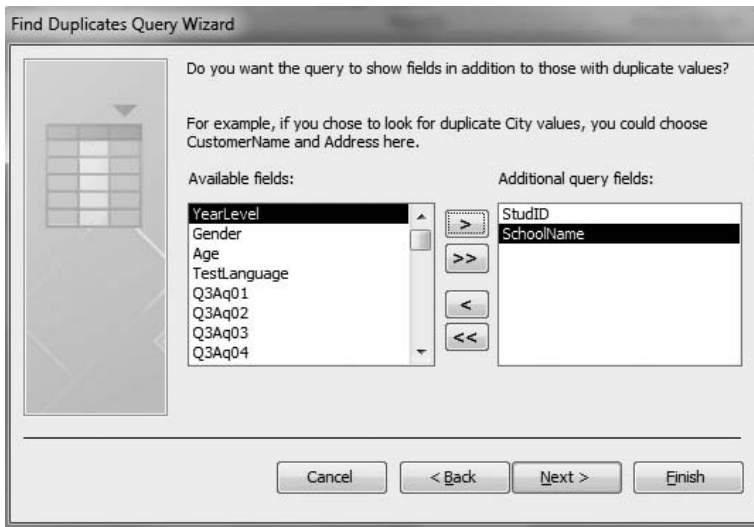 Find Duplicates Query Wizard
Do you want the query to show fields in addition to those with duplicate values?
For example, if you chose to look for duplicate City values, you could choose
CustomerName and Address here.
Available fields:
Additional query fields:
YearLevel
Gender
Age
TestLanguage
Q3Aq01
Q3Aq02
Q3Aq03
Q3Aq04
>
>>
<
<<
StudID
SchoolName
Cancel
< Back
Next >
Finish